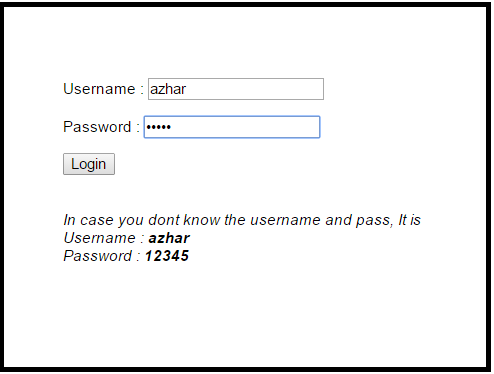 Username : azhar
Password : •••••
Login
In case you dont know the username and pass, It is
Username : azhar
Password : 12345